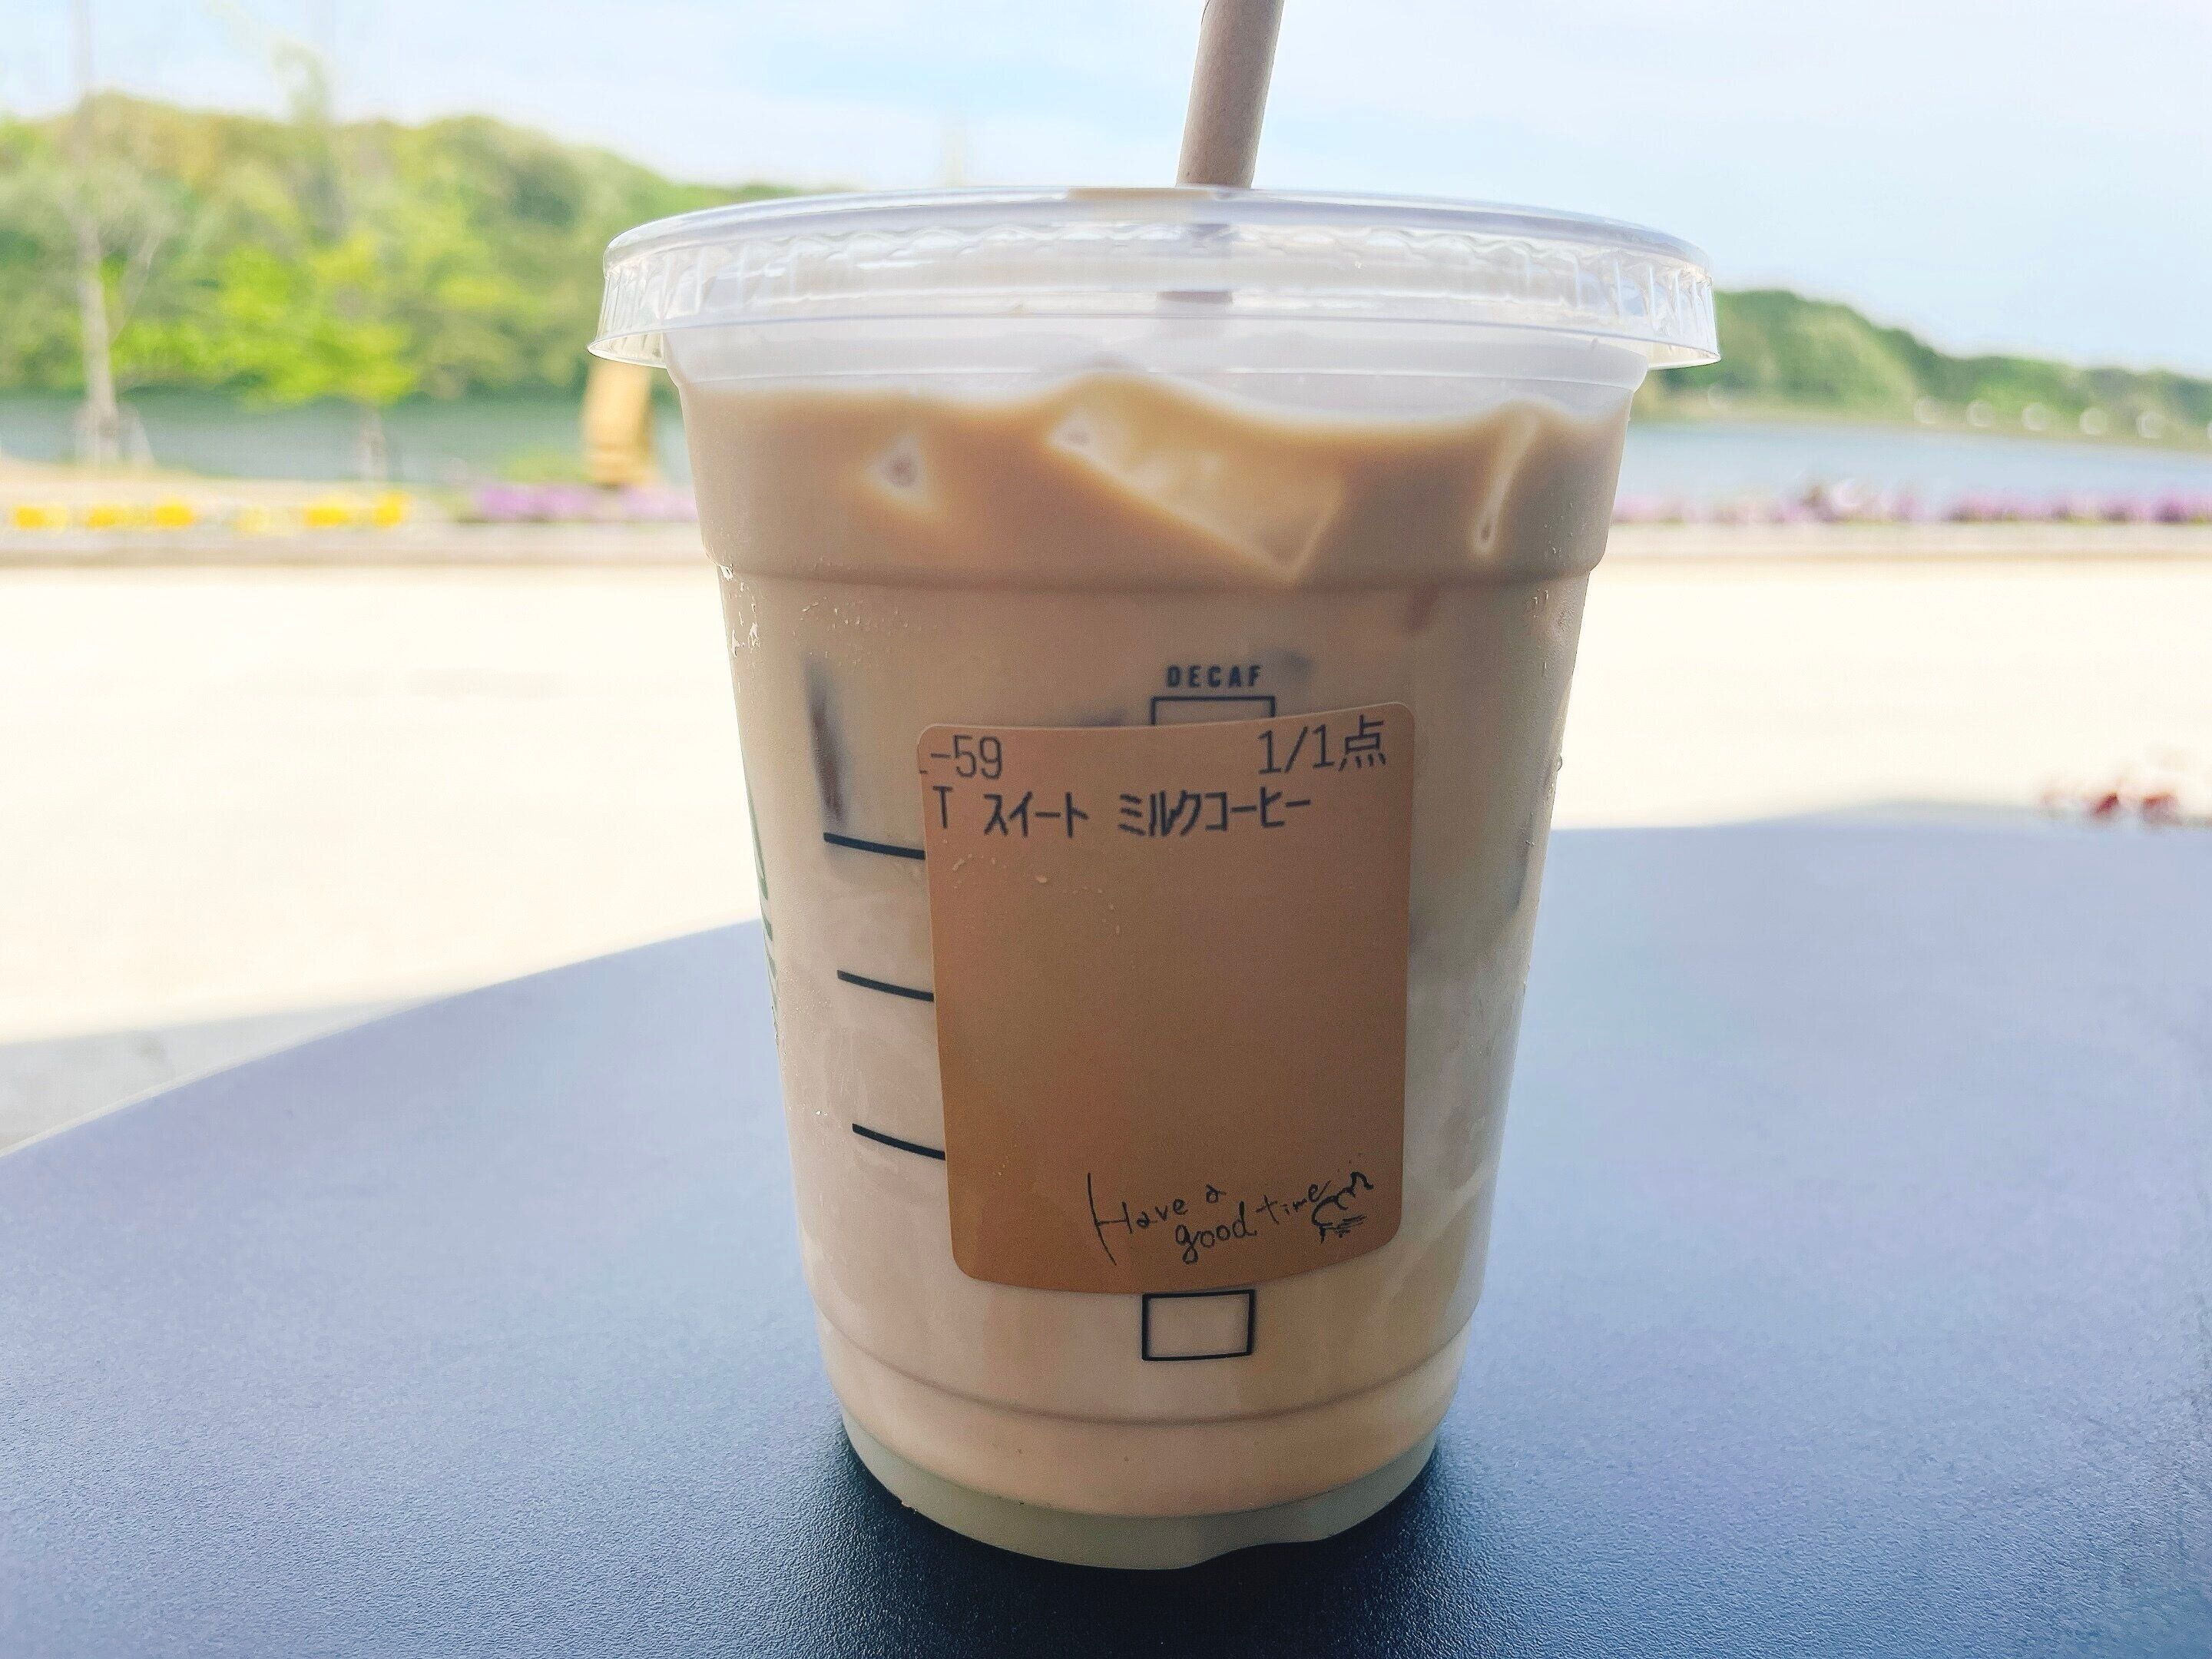 DECAF
-59 1/1点
T スイート ミルクコーヒー
Have a
good time